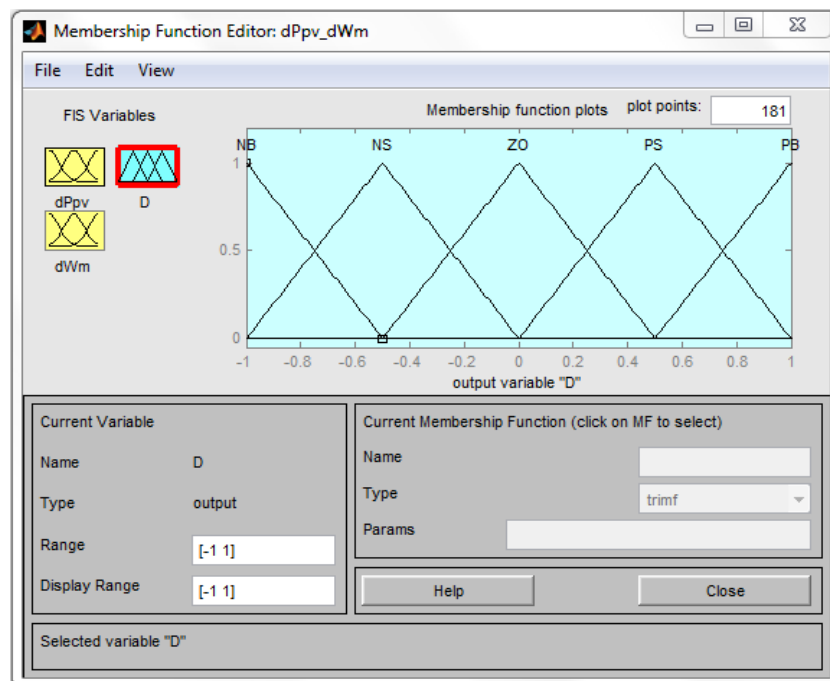 Membership Function Editor: dPpv_dWm
File Edit View
FIS Variables
dPpv
D
dWm
Membership function plots
plot points:
181
NB NS ZO PS PB
1
0.5
0
-1 -0.8 -0.6 -0.4 -0.2 0 0.2 0.4 0.6 0.8 1
output variable "D"
Current Variable
Name D
Type output
Range [-1 1]
Display Range [-1 1]
Current Membership Function (click on MF to select)
Name
Type trimf
Params
Help
Close
Selected variable "D"